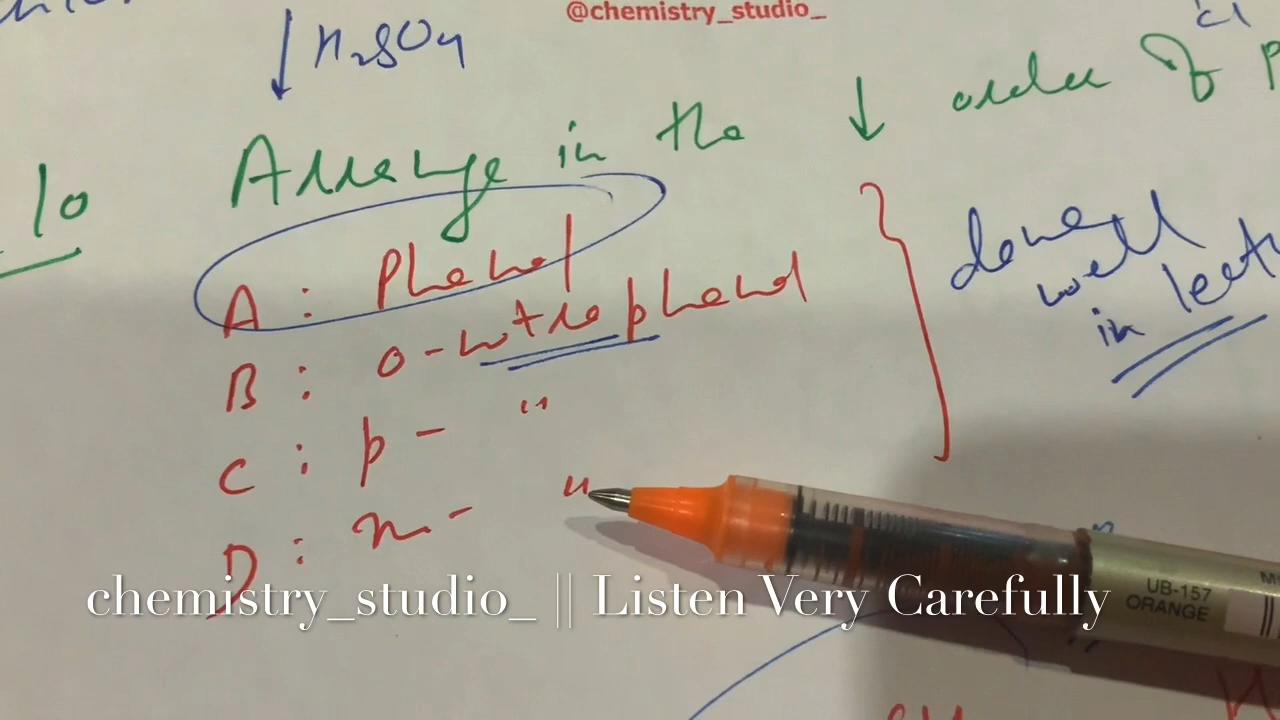 @chemistry_studio_
↓ H₂SO4
10 Arrange in the ↓ order of
A : Phenol
B : o-nitrophenol
C : p- "
D : m- "
done
well
in
chemistry_studio_ || Listen Very Carefully
UB-157
ORANGE